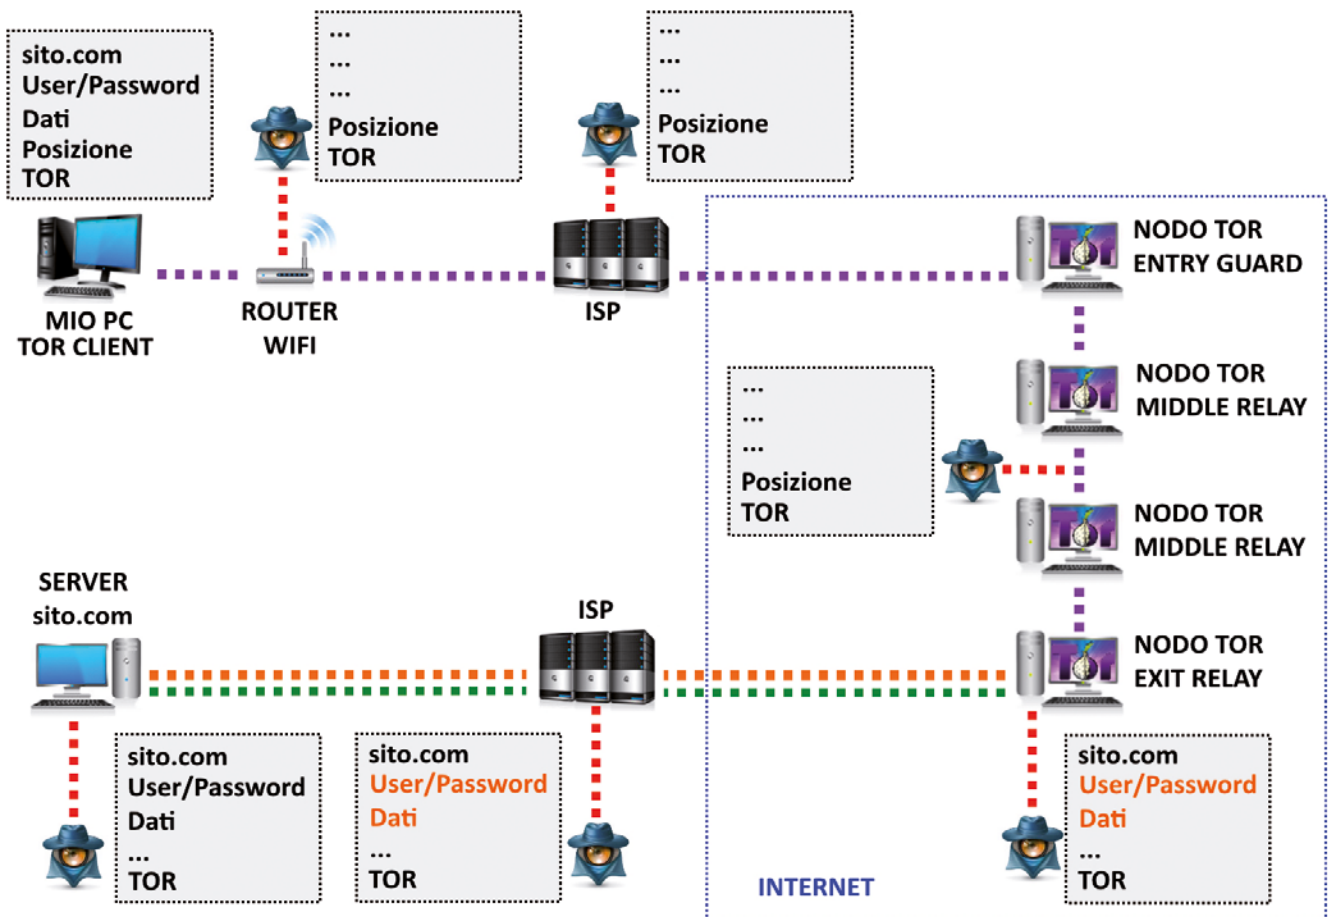 sito.com
User/Password
Dati
Posizione
TOR
...
...
...
Posizione
TOR
...
...
...
Posizione
TOR
MIO PC
TOR CLIENT
ROUTER
WIFI
ISP
NODO TOR
ENTRY GUARD
NODO TOR
MIDDLE RELAY
...
...
...
Posizione
TOR
NODO TOR
MIDDLE RELAY
SERVER
sito.com
ISP
NODO TOR
EXIT RELAY
sito.com
User/Password
Dati
...
TOR
sito.com
User/Password
Dati
...
TOR
sito.com
User/Password
Dati
...
TOR
INTERNET